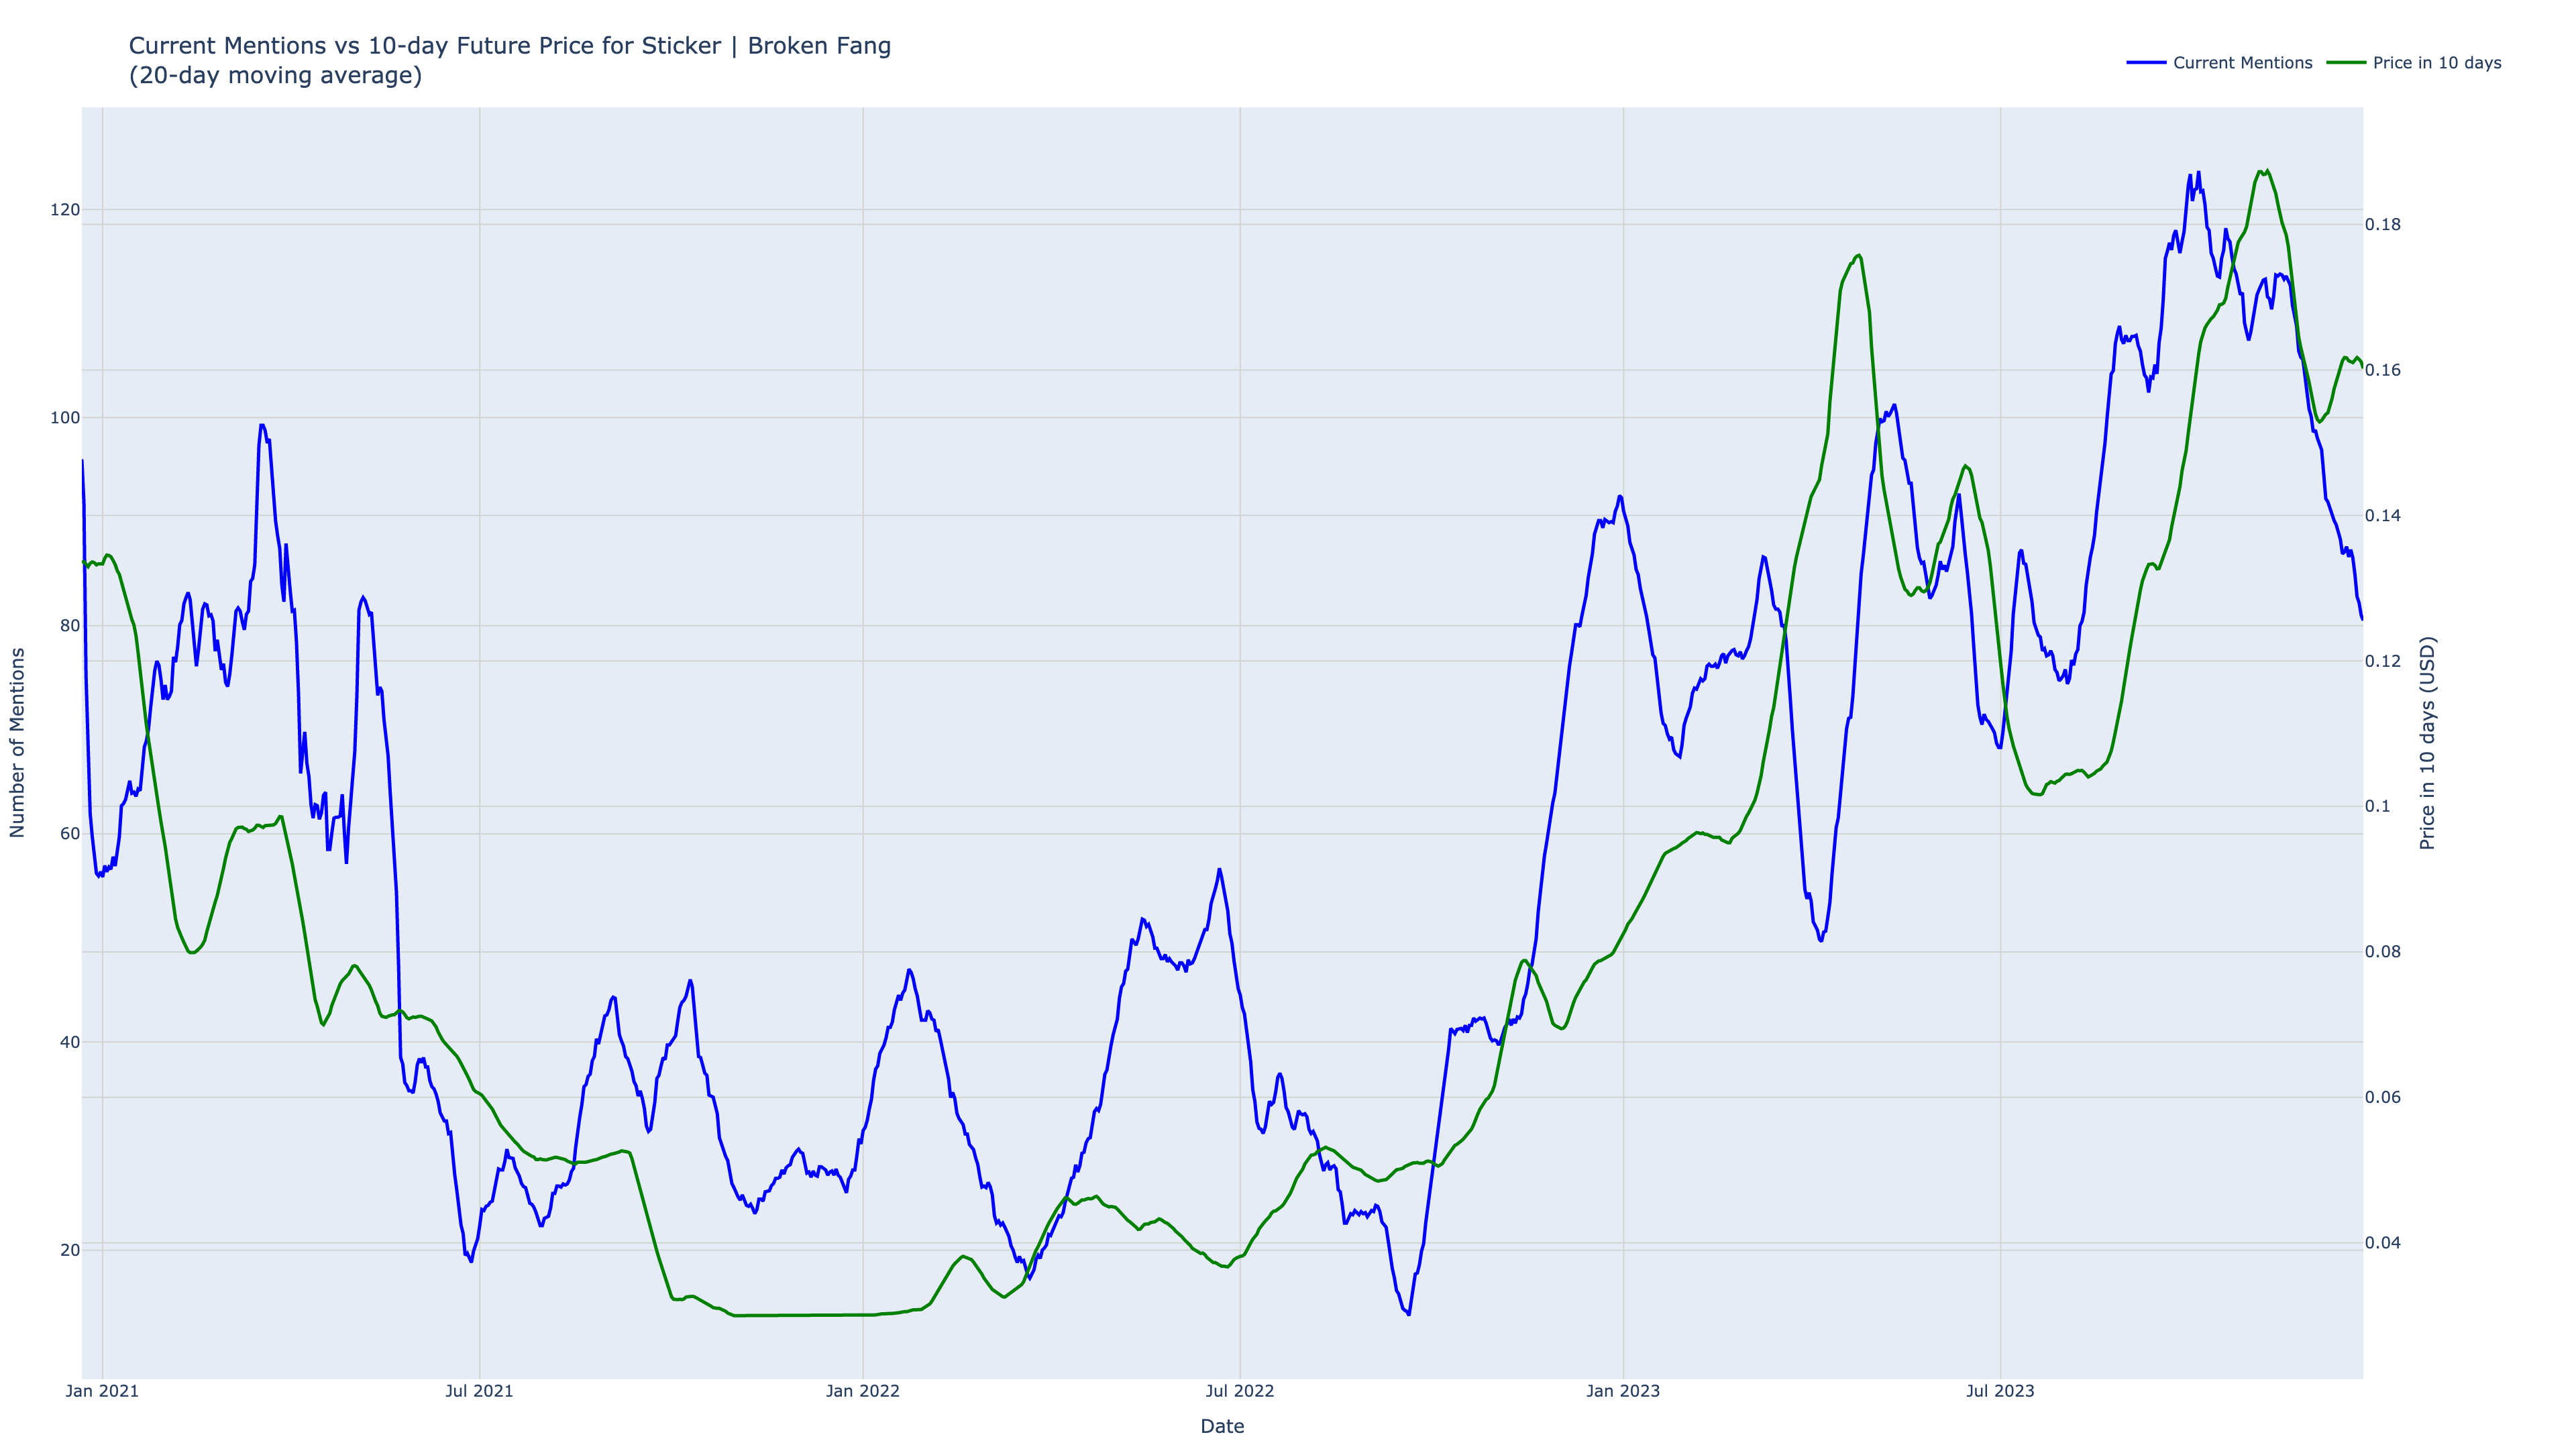 Current Mentions vs 10-day Future Price for Sticker | Broken Fang
(20-day moving average)
Current Mentions
Price in 10 days
120
100
80
60
40
20
Number of Mentions
0.18
0.16
0.14
0.12
0.1
0.08
0.06
0.04
Price in 10 days (USD)
Jan 2021
Jul 2021
Jan 2022
Jul 2022
Jan 2023
Jul 2023
Date